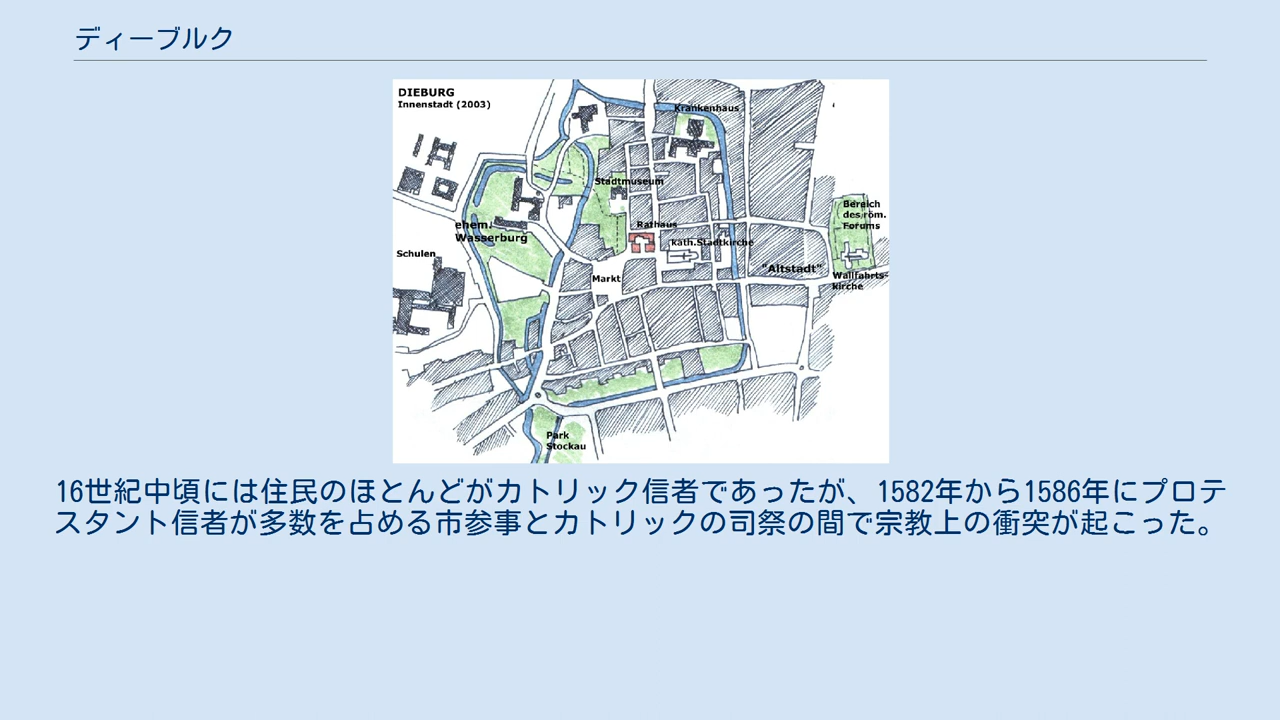 ディーブルク
DIEBURG
Innenstadt (2003)
Krankenhaus
Stadtmuseum
Bereich
des röm.
Forums
ehem.
Wasserburg
Rathaus
kath.Stadtkirche
Schulen
"Altstadt"
Wallfahrts-
kirche
Markt
Park
Stockau
16世紀中頃には住民のほとんどがカトリック信者であったが、1582年から1586年にプロテ
スタント信者が多数を占める市参事とカトリックの司祭の間で宗教上の衝突が起こった。